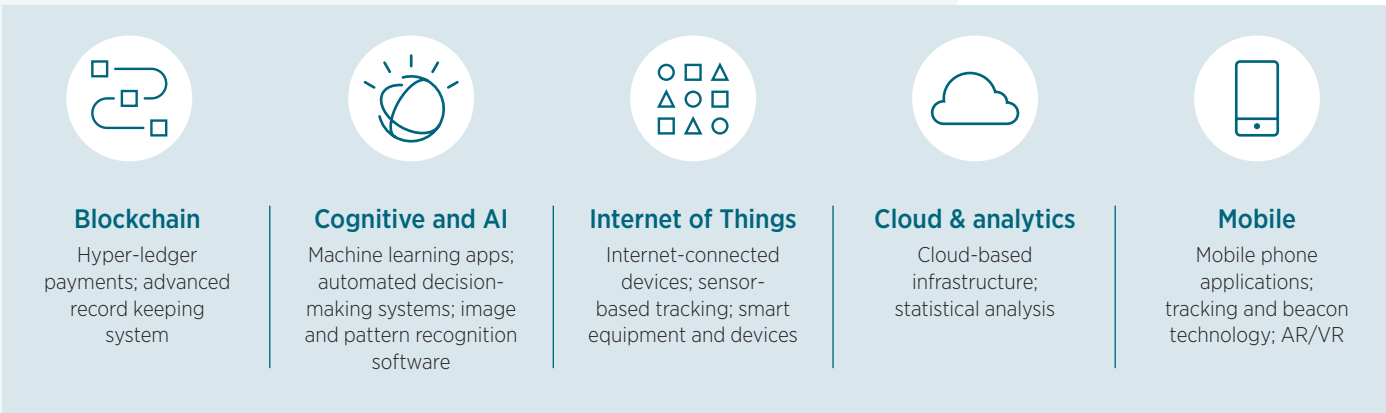 Blockchain
Hyper-ledger
payments; advanced
record keeping
system
Cognitive and AI
Machine learning apps;
automated decision-
making systems; image
and pattern recognition
software
Internet of Things
Internet-connected
devices; sensor-
based tracking; smart
equipment and devices
Cloud & analytics
Cloud-based
infrastructure;
statistical analysis
Mobile
Mobile phone
applications;
tracking and beacon
technology; AR/VR